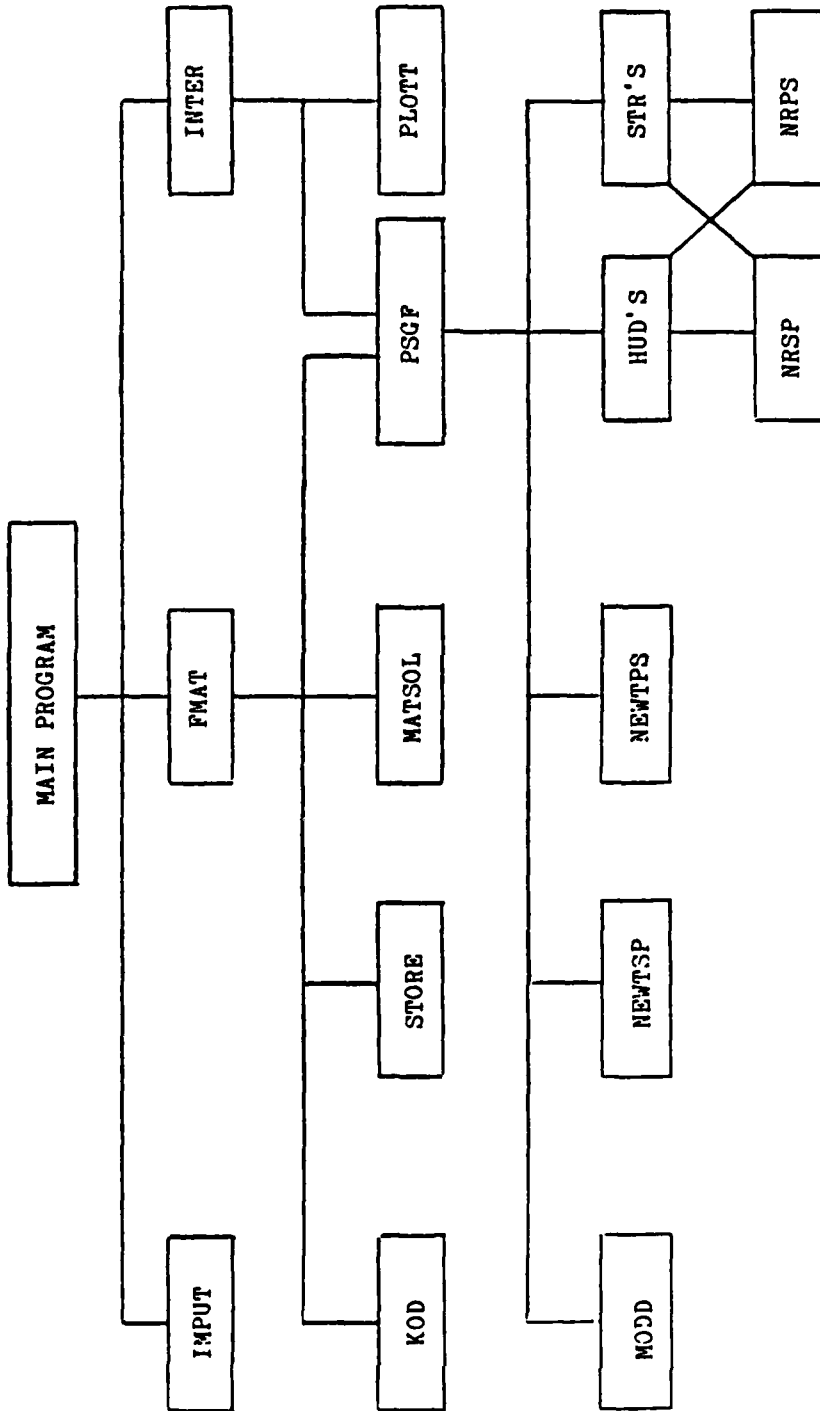 MAIN PROGRAM
IMPUT
FMAT
INTER
KOD
STORE
MATSOL
PSGF
PLOTT
MODD
NEWTSP
NEWTPS
HUD'S
STR'S
NRSP
NRPS